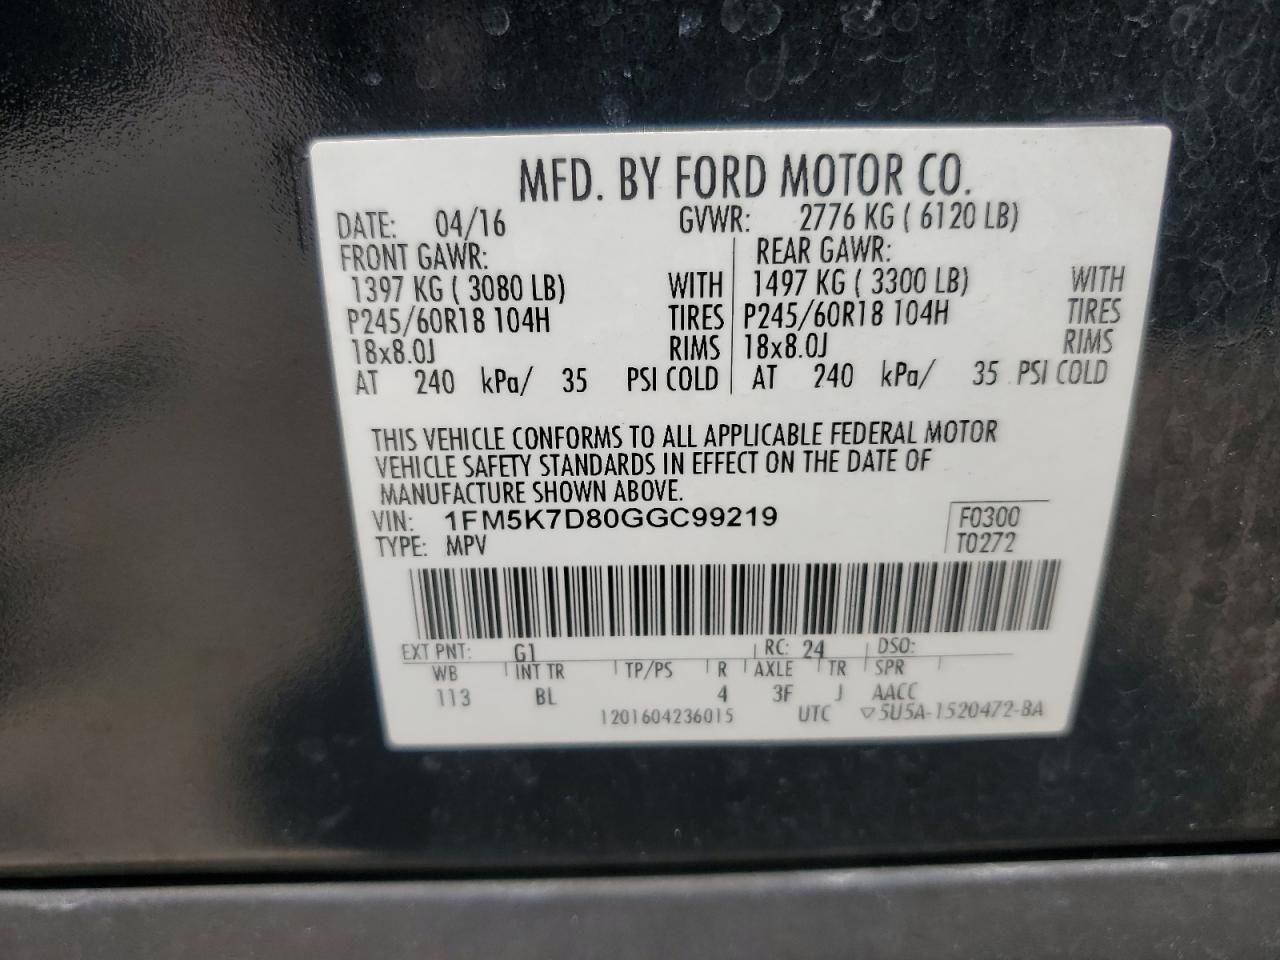 MFD. BY FORD MOTOR CO.
DATE: 04/16 GVWR: 2776 KG ( 6120 LB)
FRONT GAWR: REAR GAWR:
1397 KG ( 3080 LB) WITH 1497 KG ( 3300 LB) WITH
P245/60R18 104H TIRES P245/60R18 104H TIRES
18x8.0J RIMS 18x8.0J RIMS
AT 240 kPa/ 35 PSI COLD AT 240 kPa/ 35 PSI COLD
THIS VEHICLE CONFORMS TO ALL APPLICABLE FEDERAL MOTOR
VEHICLE SAFETY STANDARDS IN EFFECT ON THE DATE OF
MANUFACTURE SHOWN ABOVE.
VIN: 1FM5K7D80GGC99219 F0300
TYPE: MPV T0272
EXT PNT: G1 RC: 24 DSO:
WB INT TR TP/PS R AXLE TR SPR
113 BL 4 3F J AACC
1201604236015 UTC ▽5U5A-1520472-BA